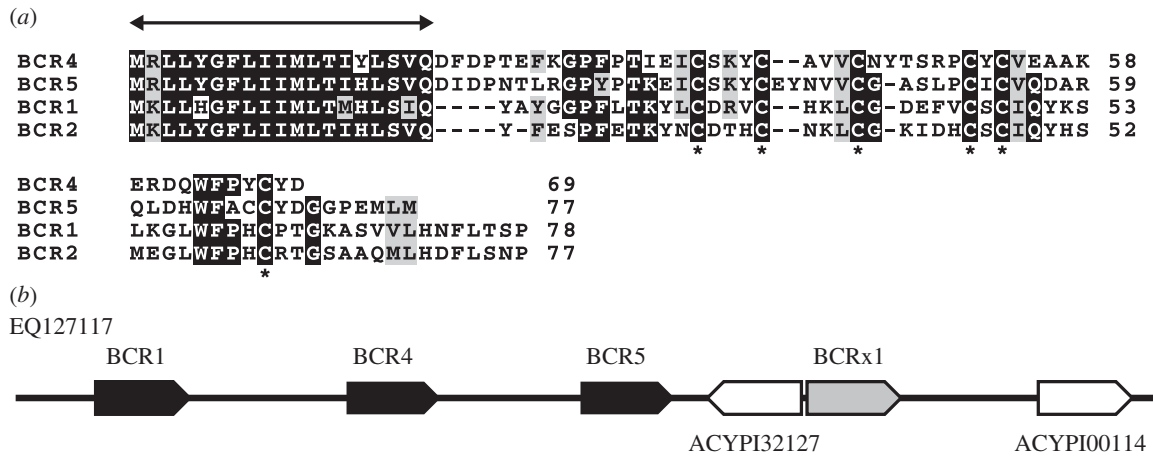 (a)
BCR4 MRLLYGFLIIMLTIYLSVQDFDPTEFKGPFPTIEICSKYC--AVVCNYTSRPCYCVEAAK 58
BCR5 MRLLYGFLIIMLTIHLSVQDIDPNTLRGPYPTKEICSKYCEYNVVCG-ASLPCICVQDAR 59
BCR1 MKLLHGFLIIMLTMHLSIQ----YAYGGPFLTKYLCDRVC--HKLCG-DEFVCSCIQYKS 53
BCR2 MKLLYGFLIIMLTIHLSVQ----Y-FESPFETKYNCDTHC--NKLCG-KIDHCSCIQYHS 52
* * * * *
BCR4 ERDQWFPYCYD 69
BCR5 QLDHWFACCYDGGPEMLM 77
BCR1 LKGLWFPHCPTGKASVVLHNFLTSP 78
BCR2 MEGLWFPHCRTGSAAQMLHDFLSNP 77
*
(b)
EQ127117
BCR1 BCR4 BCR5 BCRx1
ACYPI32127 ACYPI00114